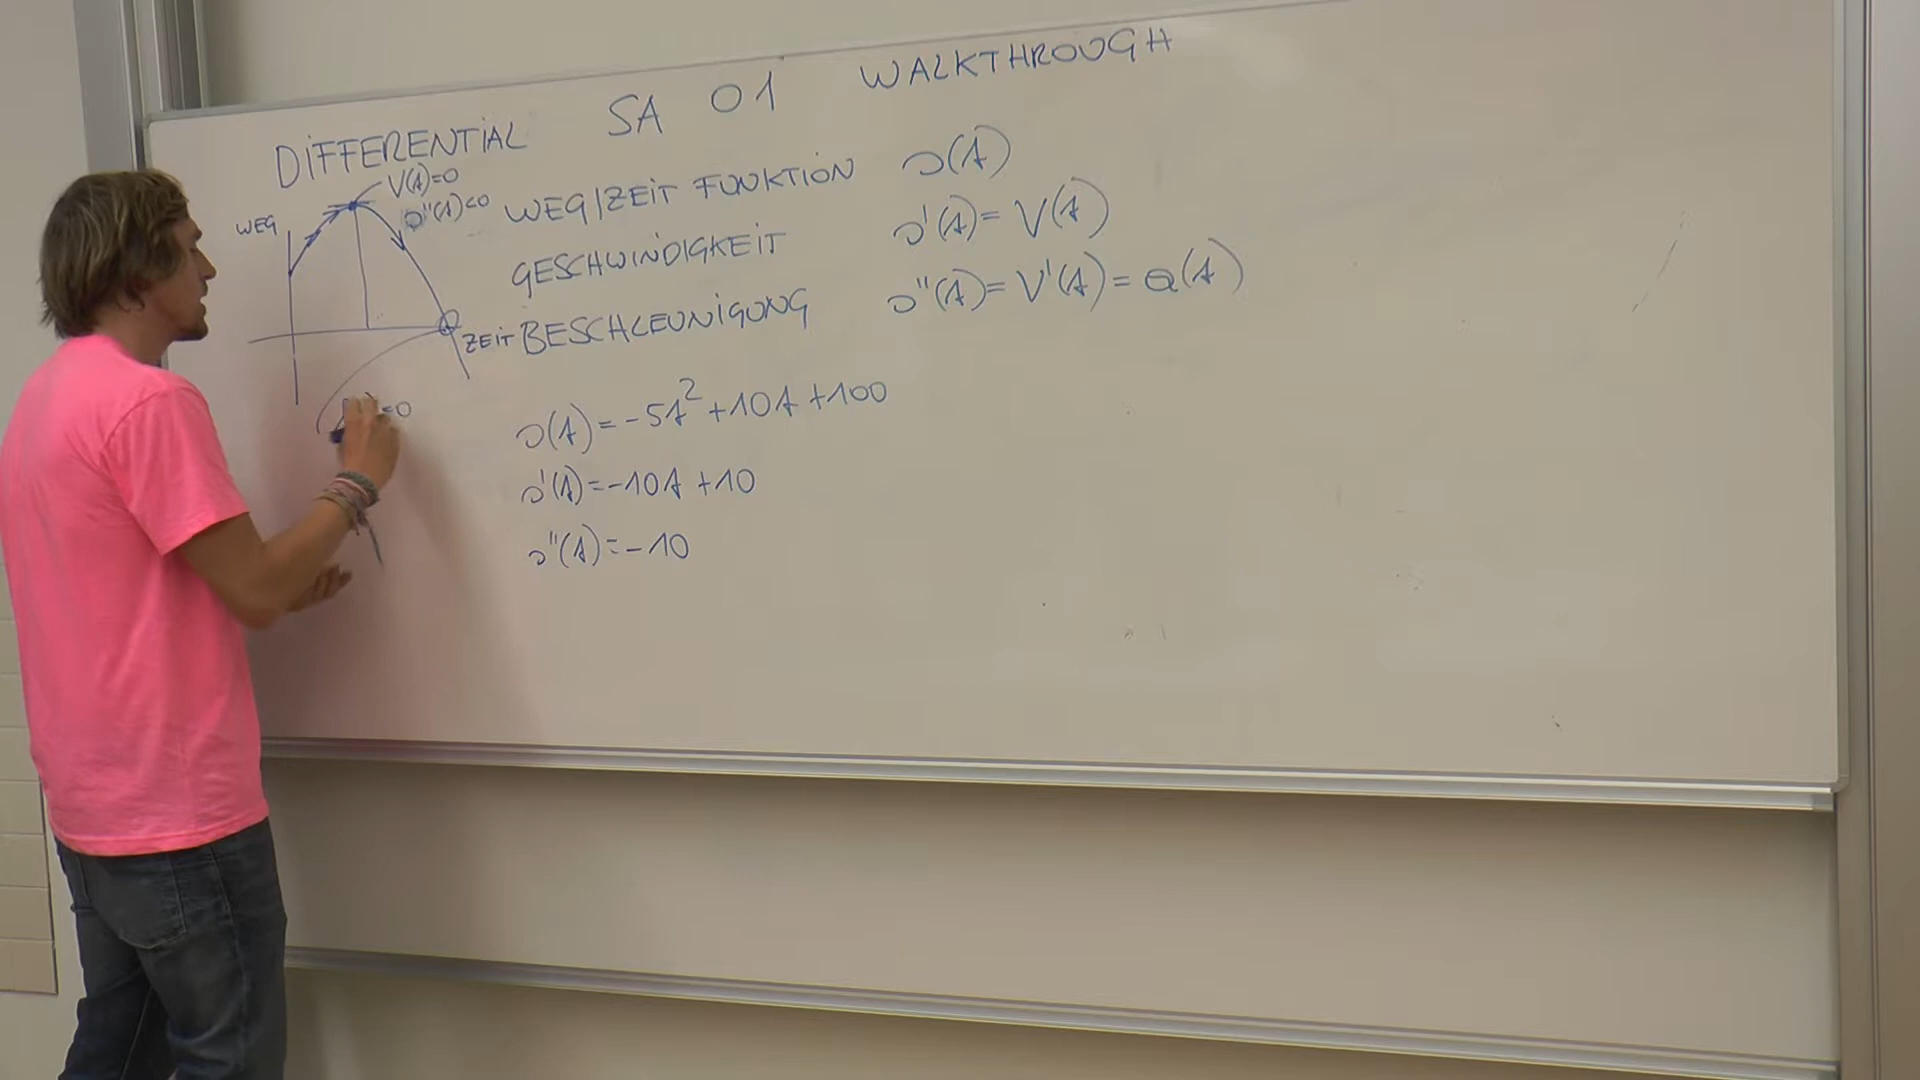 DIFFERENTIAL SA 01 WALKTHROUGH
V(t)=0
s''(t)<0
WEG
ZEIT
=0
WEG/ZEIT FUNKTION s(t)
GESCHWINDIGKEIT s'(t)=V(t)
BESCHLEUNIGUNG s''(t)=V'(t)=a(t)
s(t)=-5t²+10t+100
s'(t)=-10t+10
s''(t)=-10